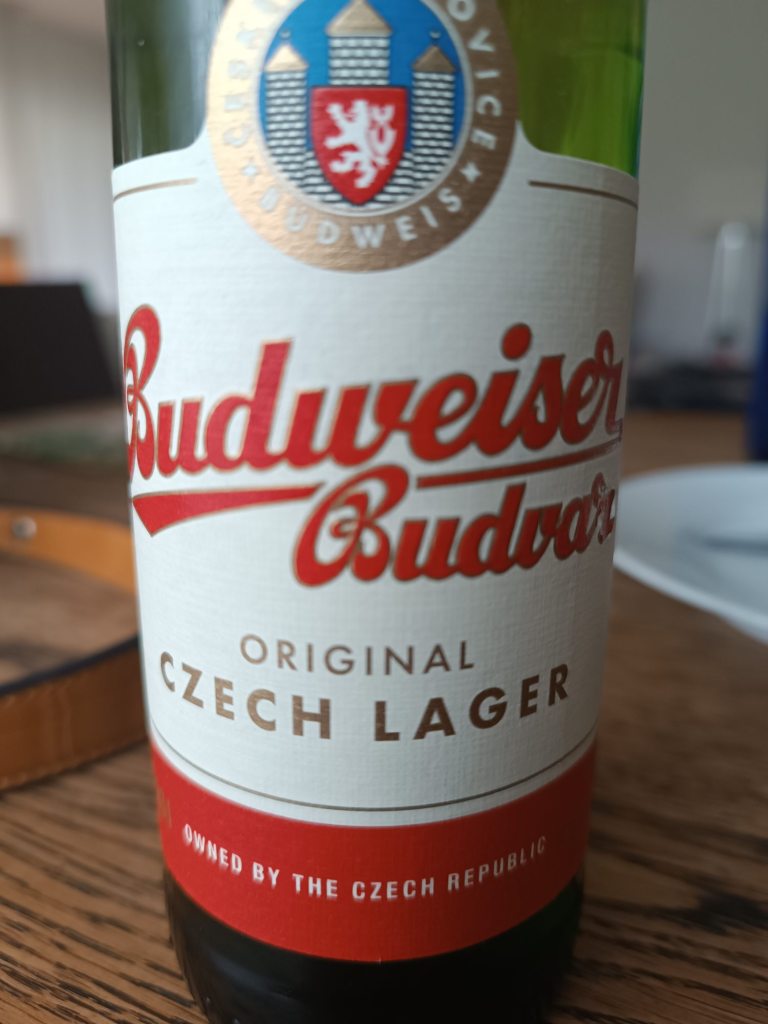 BUDWEIS
Budweiser
Budvar
ORIGINAL
CZECH LAGER
OWNED BY THE CZECH REPUBLIC